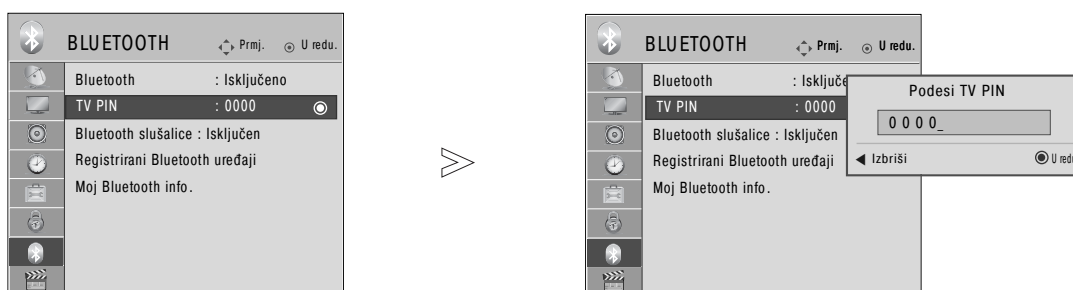 BLUETOOTH Prmj. U redu.
Bluetooth : Isključeno
TV PIN : 0000
Bluetooth slušalice : Isključen
Registrirani Bluetooth uređaji
Moj Bluetooth info.
BLUETOOTH Prmj. U redu.
Bluetooth : Isključe
TV PIN : 0000
Bluetooth slušalice : Isključen
Registrirani Bluetooth uređaji
Moj Bluetooth info.
Podesi TV PIN
0 0 0 0_
Izbriši U redu